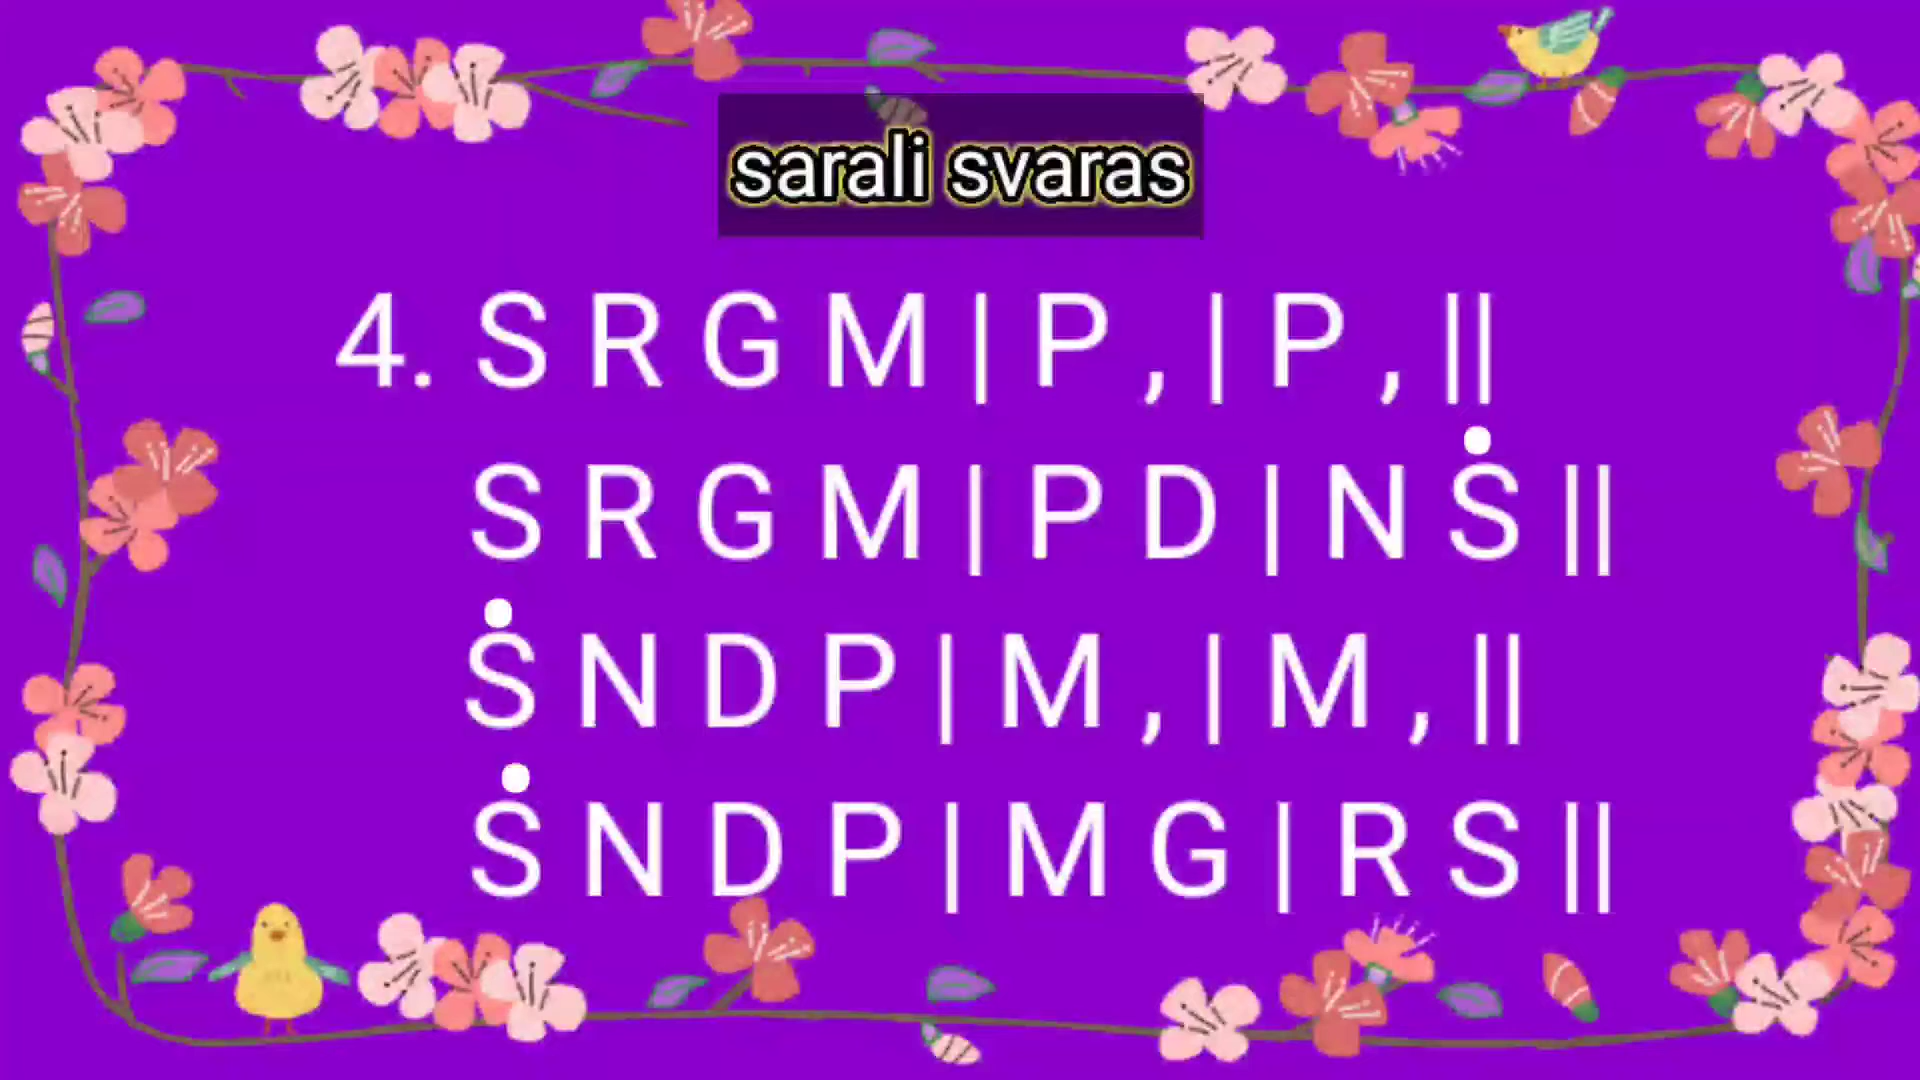 sarali svaras
4. S R G M | P , | P , ||
S R G M | P D | N Ṡ ||
Ṡ N D P | M , | M , ||
Ṡ N D P | M G | R S ||